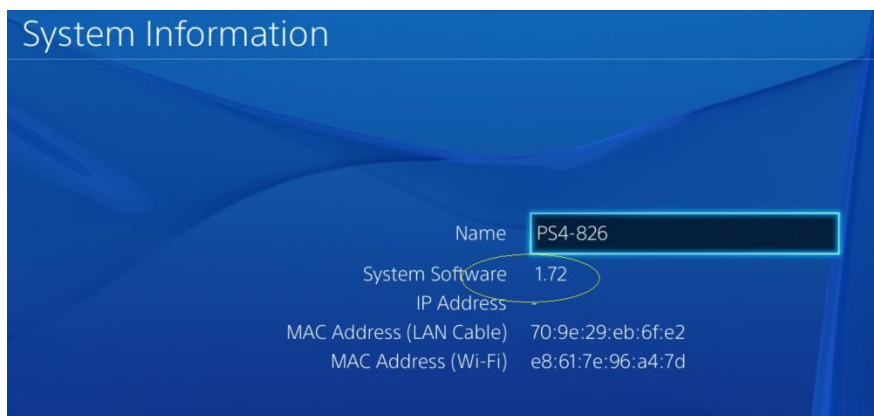 System Information
Name PS4-826
System Software 1.72
IP Address -
MAC Address (LAN Cable) 70:9e:29:eb:6f:e2
MAC Address (Wi-Fi) e8:61:7e:96:a4:7d